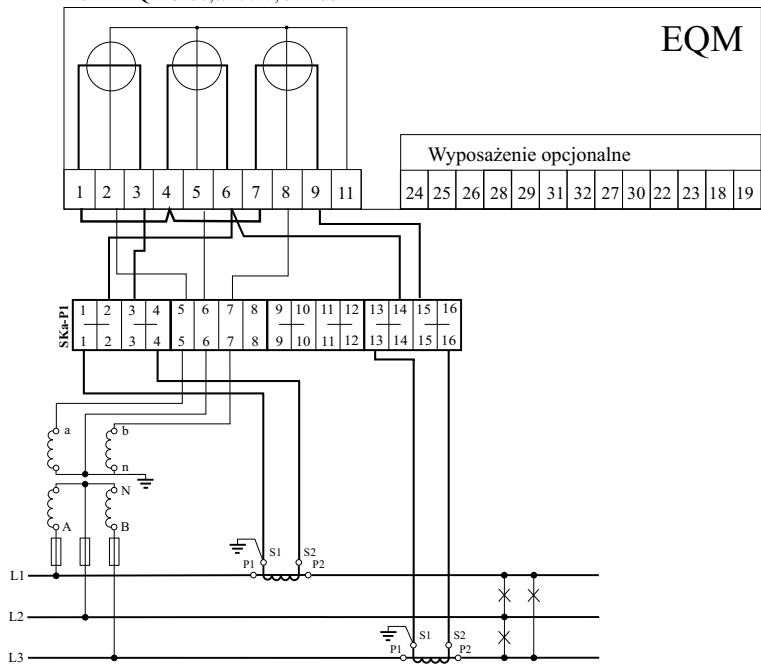 EQM
Wyposażenie opcjonalne
1 2 3 4 5 6 7 8 9 11
24 25 26 28 29 31 32 27 30 22 23 18 19
SKa-P1
1 2 3 4 5 6 7 8 9 10 11 12 13 14 15 16
1 2 3 4 5 6 7 8 9 10 11 12 13 14 15 16
a b
n
N
A B
S1 S2
P1 P2
L1
L2
S1 S2
P1 P2
L3